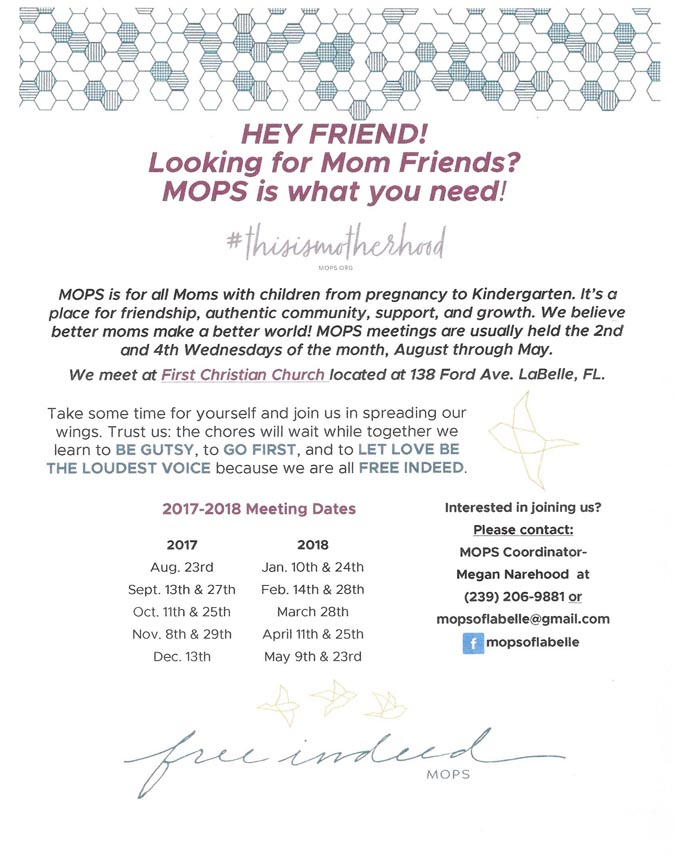 HEY FRIEND!
Looking for Mom Friends?
MOPS is what you need!
#thisismotherhood
MOPS.ORG
MOPS is for all Moms with children from pregnancy to Kindergarten. It's a
place for friendship, authentic community, support, and growth. We believe
better moms make a better world! MOPS meetings are usually held the 2nd
and 4th Wednesdays of the month, August through May.
We meet at First Christian Church located at 138 Ford Ave. LaBelle, FL.
Take some time for yourself and join us in spreading our
wings. Trust us: the chores will wait while together we
learn to BE GUTSY, to GO FIRST, and to LET LOVE BE
THE LOUDEST VOICE because we are all FREE INDEED.
2017-2018 Meeting Dates
2017
Aug. 23rd
Sept. 13th & 27th
Oct. 11th & 25th
Nov. 8th & 29th
Dec. 13th
2018
Jan. 10th & 24th
Feb. 14th & 28th
March 28th
April 11th & 25th
May 9th & 23rd
Interested in joining us?
Please contact:
MOPS Coordinator-
Megan Narehood at
(239) 206-9881 or
mopsoflabelle@gmail.com
f mopsoflabelle
free indeed
MOPS